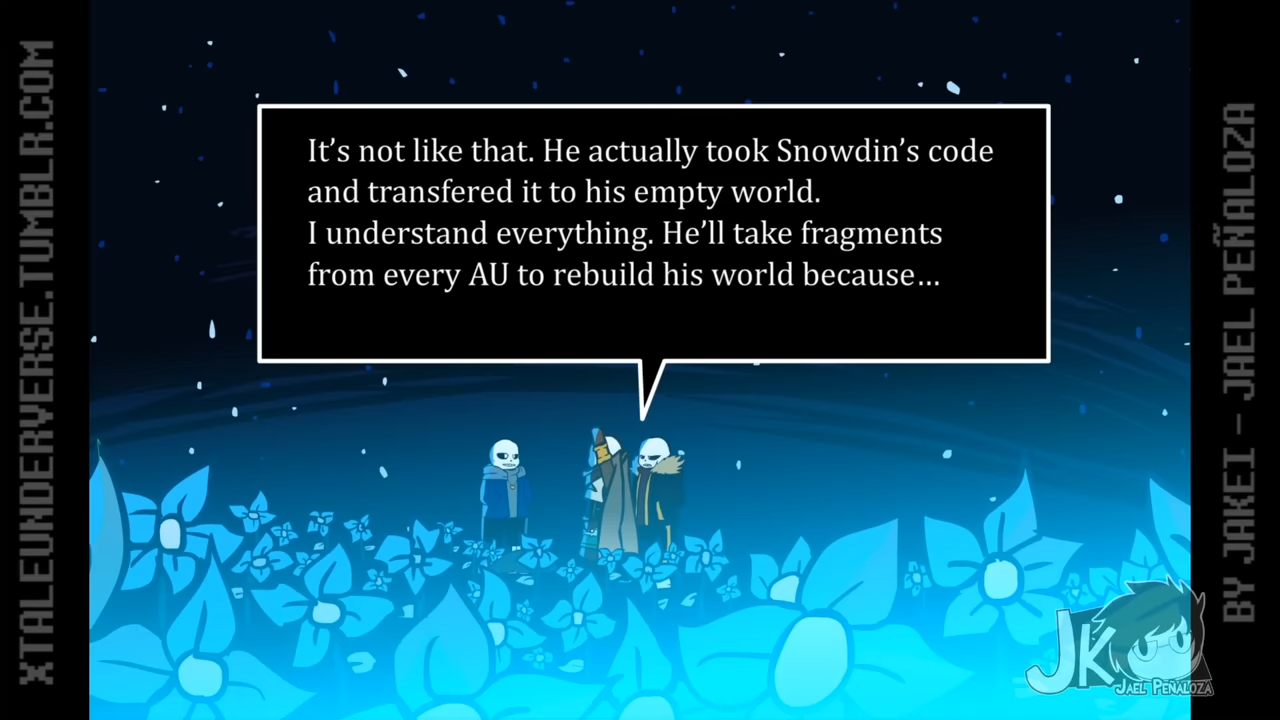 XTALEUNDERVERSE.TUMBLR.COM
It’s not like that. He actually took Snowdin’s code
and transfered it to his empty world.
I understand everything. He’ll take fragments
from every AU to rebuild his world because...
BY JAKEI – JAEL PEÑALOZA
JK
JAEL PEÑALOZA